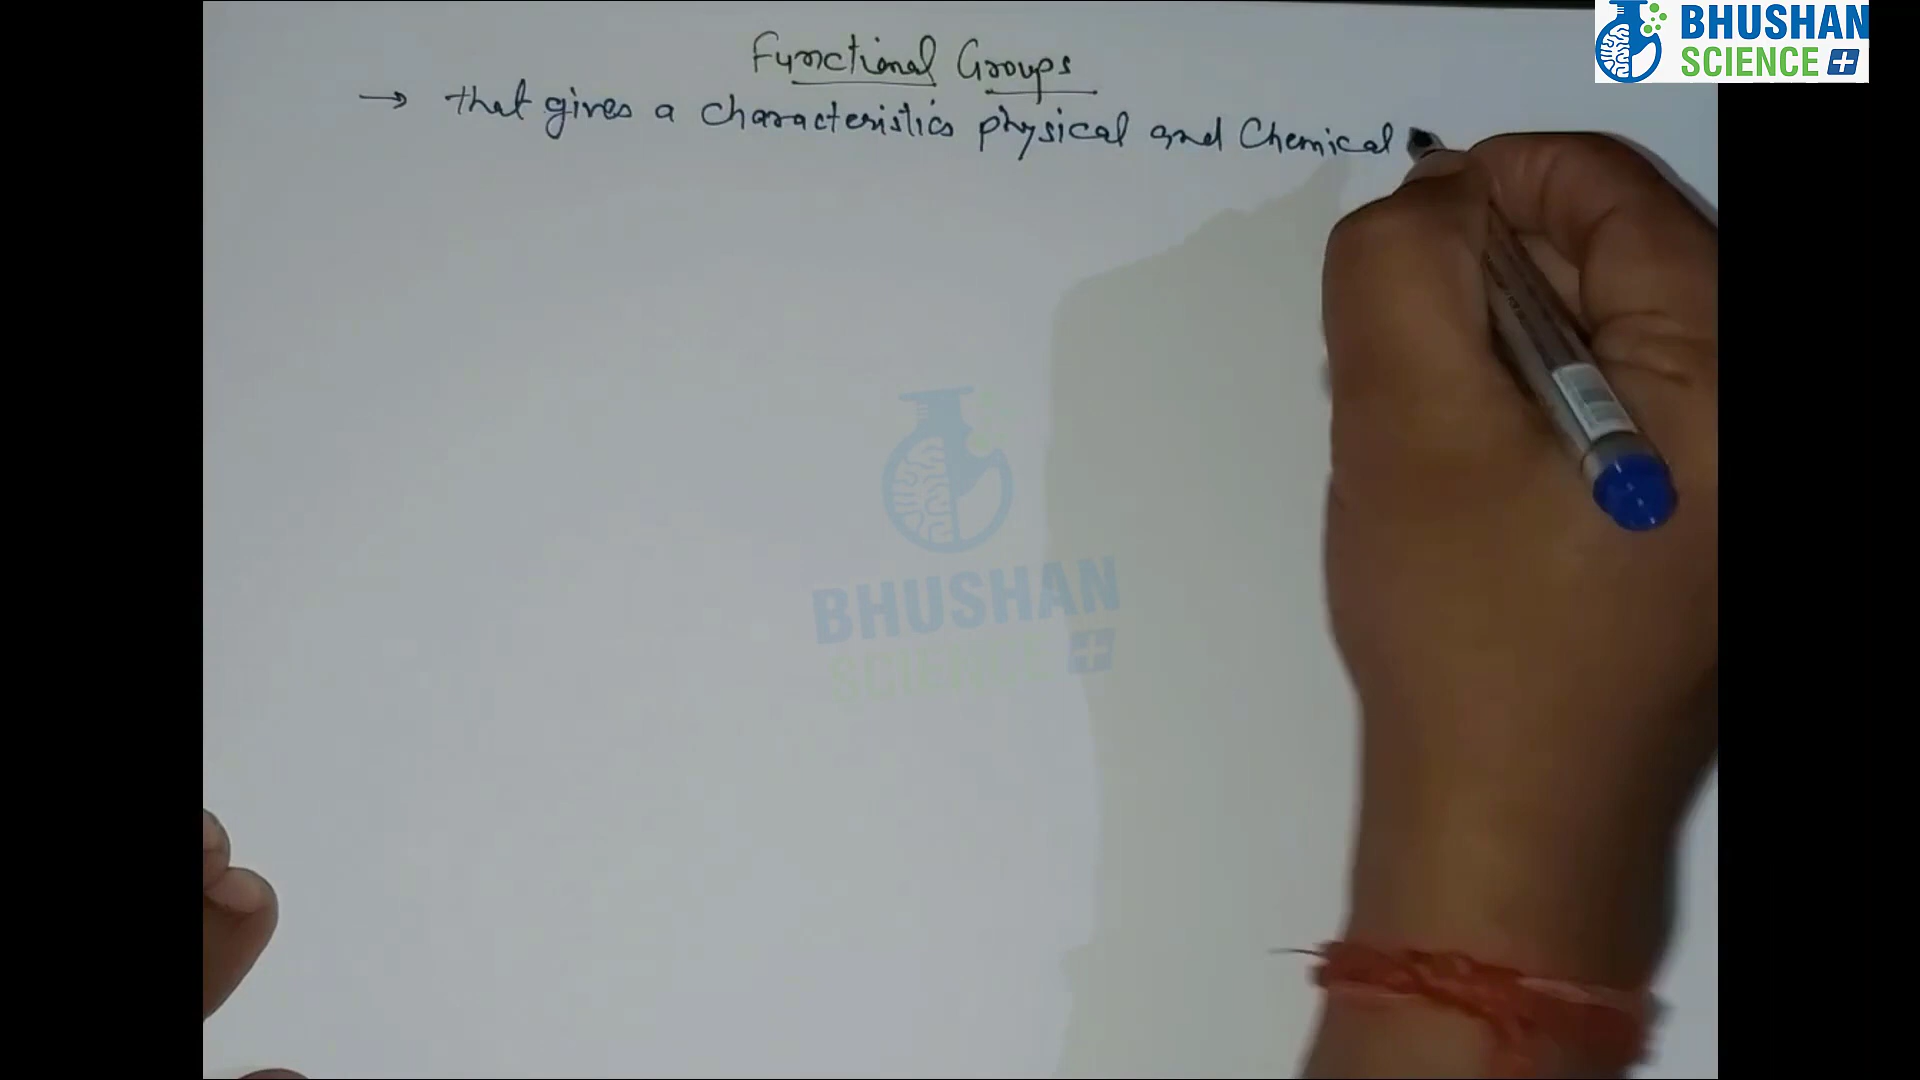 Functional Groups
→ that gives a characteristics physical and Chemical
BHUSHAN
SCIENCE +
BHUSHAN
SCIENCE +